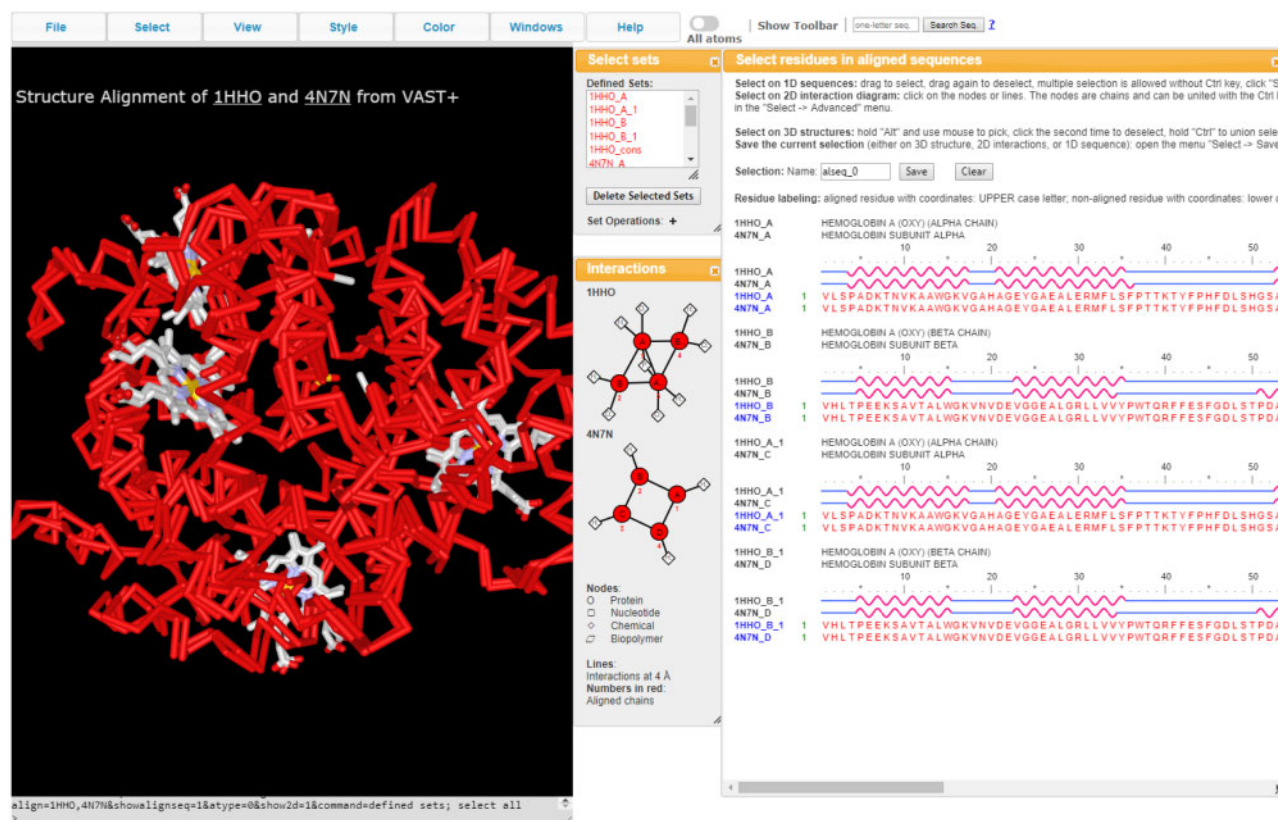 File Select View Style Color Windows Help All atoms | Show Toolbar | one-letter seq. Search Seq. ?
Structure Alignment of 1HHO and 4N7N from VAST+
align=1HHO,4N7N&showalignseq=1&atype=0&show2d=1&command=defined sets; select all
>
Select sets
Defined Sets:
1HHO_A
1HHO_A_1
1HHO_B
1HHO_B_1
1HHO_cons
4N7N_A
Delete Selected Sets
Set Operations: +
Interactions
1HHO
4N7N
Nodes:
Protein
Nucleotide
Chemical
Biopolymer
Lines:
Interactions at 4 Å
Numbers in red:
Aligned chains
Select residues in aligned sequences
Select on 1D sequences: drag to select, drag again to deselect, multiple selection is allowed without Ctrl key, click "S
Select on 2D interaction diagram: click on the nodes or lines. The nodes are chains and can be united with the Ctrl
in the "Select -> Advanced" menu.
Select on 3D structures: hold "Alt" and use mouse to pick, click the second time to deselect, hold "Ctrl" to union sele
Save the current selection (either on 3D structure, 2D interactions, or 1D sequence): open the menu "Select -> Save
Selection: Name: alseq_0 Save Clear
Residue labeling: aligned residue with coordinates: UPPER case letter; non-aligned residue with coordinates: lower
1HHO_A HEMOGLOBIN A (OXY) (ALPHA CHAIN)
4N7N_A HEMOGLOBIN SUBUNIT ALPHA
10 20 30 40 50
1HHO_A
4N7N_A
1HHO_A 1 VLSPADKTNVKAAWGKVGAHAGEYGAEALERMFLSFPTTKTYFPHFDLSHGSA
4N7N_A 1 VLSPADKTNVKAAWGKVGAHAGEYGAEALERMFLSFPTTKTYFPHFDLSHGSA
1HHO_B HEMOGLOBIN A (OXY) (BETA CHAIN)
4N7N_B HEMOGLOBIN SUBUNIT BETA
10 20 30 40 50
1HHO_B
4N7N_B
1HHO_B 1 VHLTPEEKSAVTALWGKVNVDEVGGEALGRLLVVYPWTQRFFESFGDLSTPDA
4N7N_B 1 VHLTPEEKSAVTALWGKVNVDEVGGEALGRLLVVYPWTQRFFESFGDLSTPDA
1HHO_A_1 HEMOGLOBIN A (OXY) (ALPHA CHAIN)
4N7N_C HEMOGLOBIN SUBUNIT ALPHA
10 20 30 40 50
1HHO_A_1
4N7N_C
1HHO_A_1 1 VLSPADKTNVKAAWGKVGAHAGEYGAEALERMFLSFPTTKTYFPHFDLSHGSA
4N7N_C 1 VLSPADKTNVKAAWGKVGAHAGEYGAEALERMFLSFPTTKTYFPHFDLSHGSA
1HHO_B_1 HEMOGLOBIN A (OXY) (BETA CHAIN)
4N7N_D HEMOGLOBIN SUBUNIT BETA
10 20 30 40 50
1HHO_B_1
4N7N_D
1HHO_B_1 1 VHLTPEEKSAVTALWGKVNVDEVGGEALGRLLVVYPWTQRFFESFGDLSTPDA
4N7N_D 1 VHLTPEEKSAVTALWGKVNVDEVGGEALGRLLVVYPWTQRFFESFGDLSTPDA